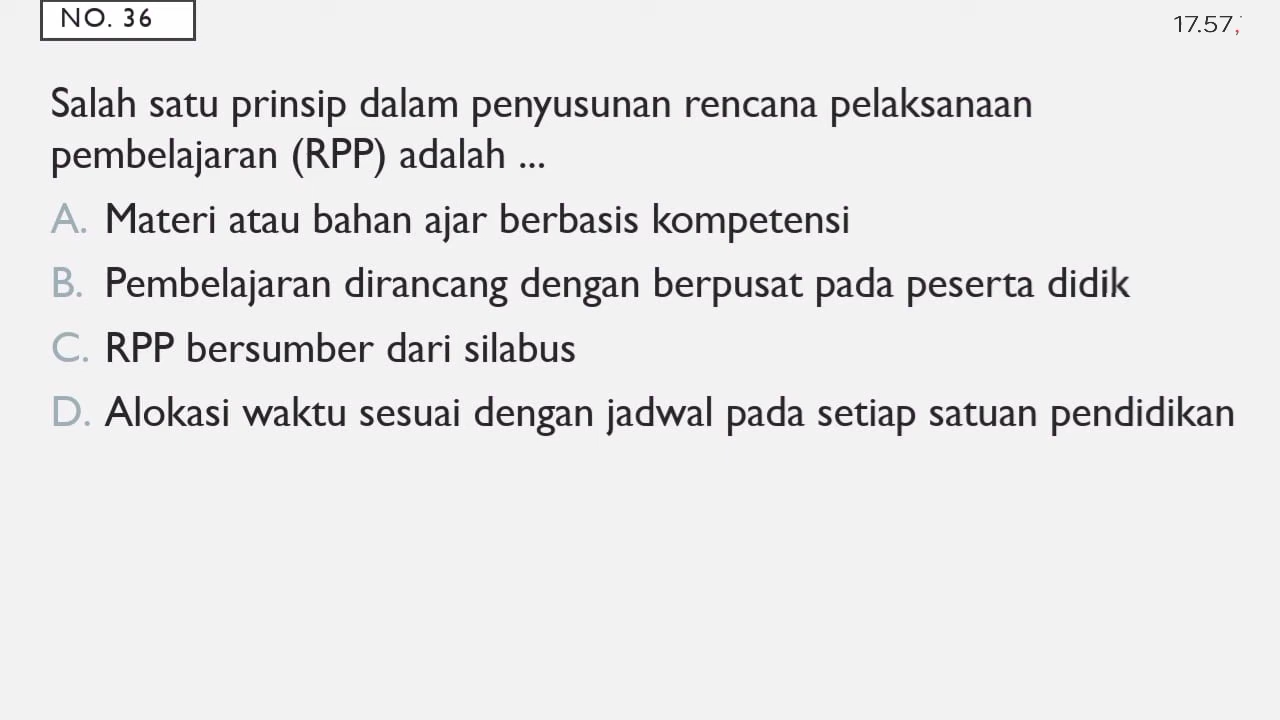 NO. 36
17.57,
Salah satu prinsip dalam penyusunan rencana pelaksanaan
pembelajaran (RPP) adalah ...
A. Materi atau bahan ajar berbasis kompetensi
B. Pembelajaran dirancang dengan berpusat pada peserta didik
C. RPP bersumber dari silabus
D. Alokasi waktu sesuai dengan jadwal pada setiap satuan pendidikan